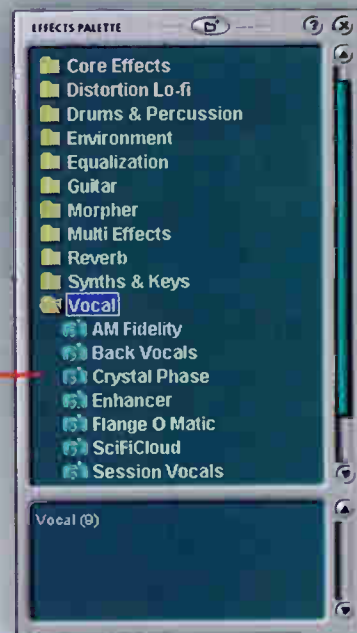 EFFECTS PALETTE
Core Effects
Distortion Lo-fi
Drums & Percussion
Environment
Equalization
Guitar
Morpher
Multi Effects
Reverb
Synths & Keys
Vocal
AM Fidelity
Back Vocals
Crystal Phase
Enhancer
Flange O Matic
SciFiCloud
Session Vocals
Vocal (9)